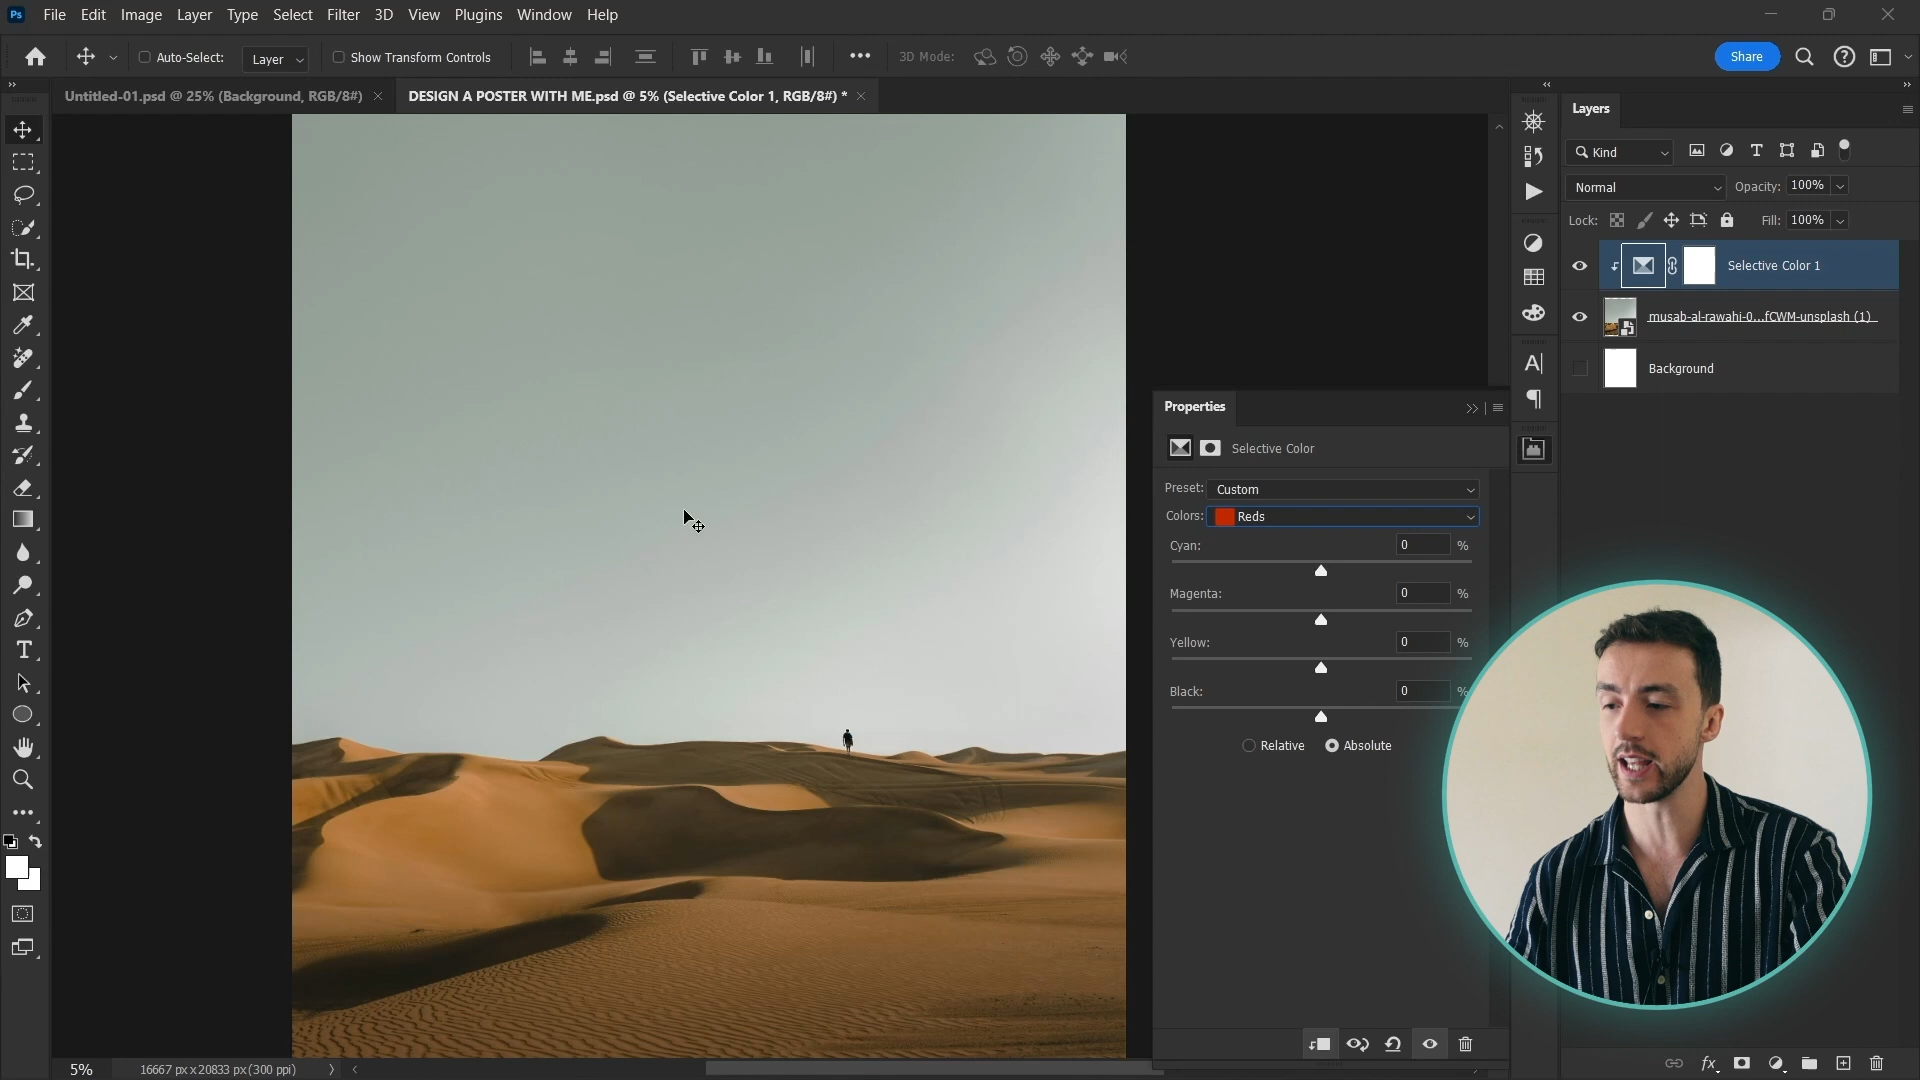 Ps File Edit Image Layer Type Select Filter 3D View Plugins Window Help
Auto-Select: Layer Show Transform Controls 3D Mode: Share
Untitled-01.psd @ 25% (Background, RGB/8#) DESIGN A POSTER WITH ME.psd @ 5% (Selective Color 1, RGB/8#) *
Layers
Kind
Normal Opacity: 100%
Lock: Fill: 100%
Selective Color 1
musab-al-rawahi-0...fCWM-unsplash (1)
Background
Properties
Selective Color
Preset: Custom
Colors: Reds
Cyan: 0 %
Magenta: 0 %
Yellow: 0 %
Black: 0 %
Relative Absolute
5% 16667 px x 20833 px (300 ppi)